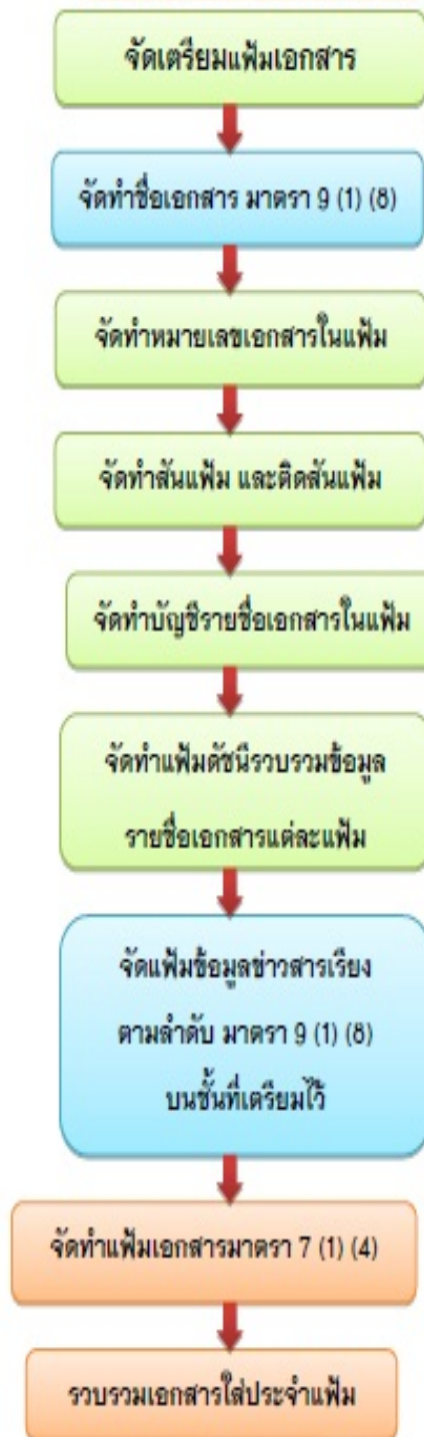 จัดเตรียมแฟ้มเอกสาร
จัดทำชื่อเอกสาร มาตรา 9 (1) (8)
จัดทำหมายเลขเอกสารในแฟ้ม
จัดทำสันแฟ้ม และติดสันแฟ้ม
จัดทำบัญชีรายชื่อเอกสารในแฟ้ม
จัดทำแฟ้มดัชนีรวบรวมข้อมูล
รายชื่อเอกสารแต่ละแฟ้ม
จัดแฟ้มข้อมูลข่าวสารเรียง
ตามลำดับ มาตรา 9 (1) (8)
บนชั้นที่เตรียมไว้
จัดทำแฟ้มเอกสารมาตรา 7 (1) (4)
รวบรวมเอกสารใส่ประจำแฟ้ม